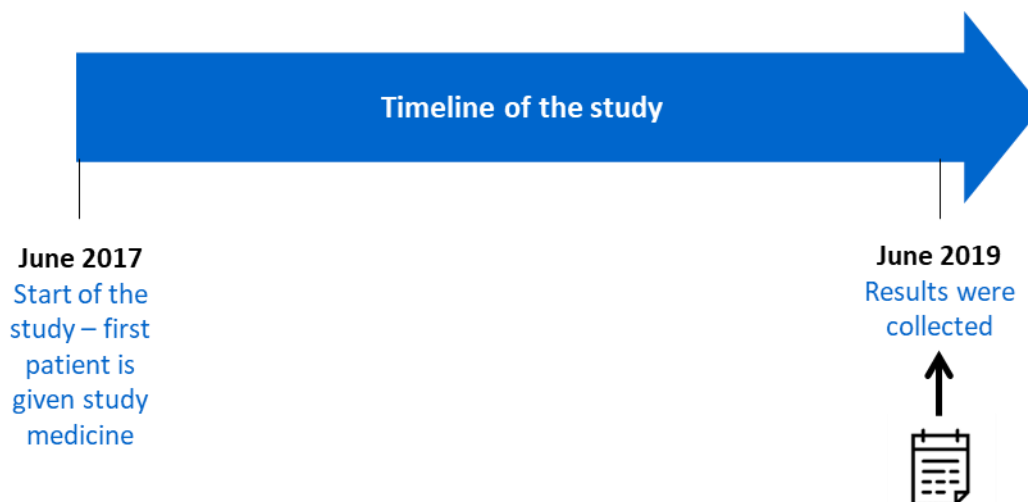 Timeline of the study
June 2017
Start of the
study – first
patient is
given study
medicine
June 2019
Results were
collected